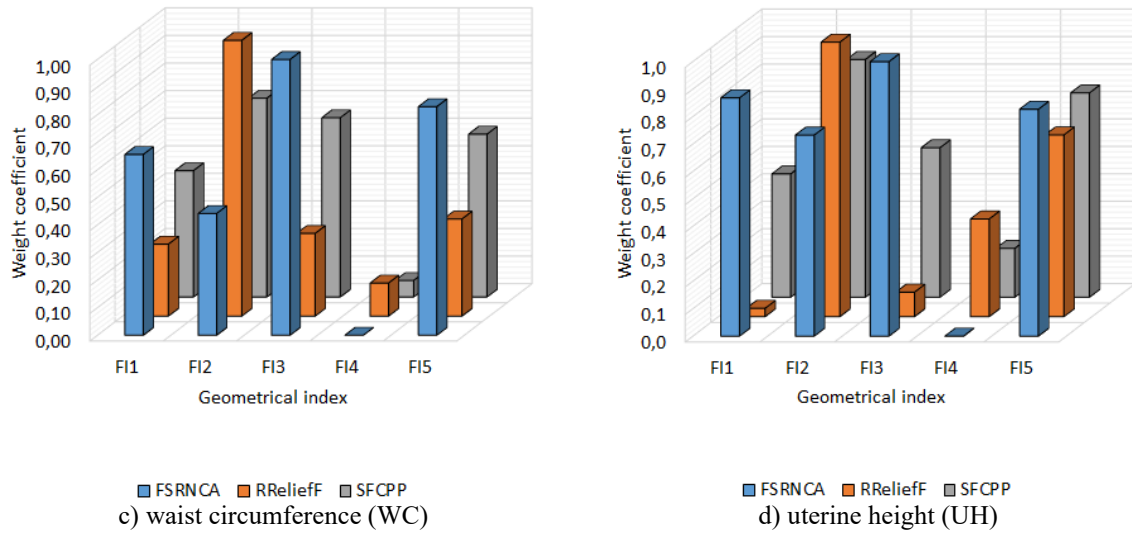 Weight coefficient
1,00
0,90
0,80
0,70
0,60
0,50
0,40
0,30
0,20
0,10
0,00
FI1 FI2 FI3 FI4 FI5
Geometrical index
FSRNCA RReliefF SFCPP
c) waist circumference (WC)
Weight coefficient
1,0
0,9
0,8
0,7
0,6
0,5
0,4
0,3
0,2
0,1
0,0
FI1 FI2 FI3 FI4 FI5
Geometrical index
FSRNCA RReliefF SFCPP
d) uterine height (UH)